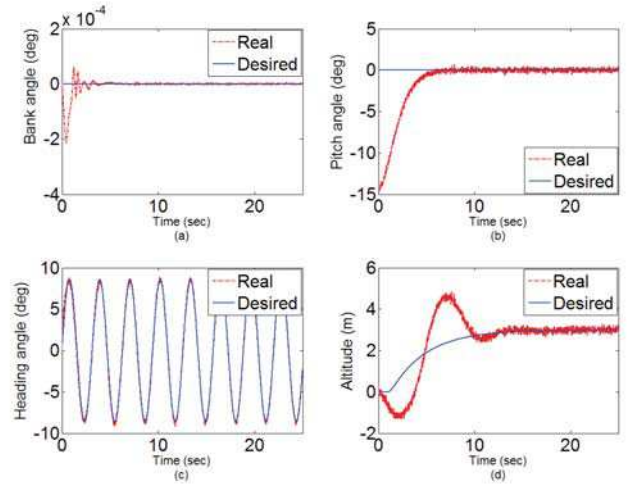 2 x 10⁻⁴
Bank angle (deg)
0
-2
-4
0 10 20
Time (sec)
(a)
Real
Desired
5
Pitch angle (deg)
0
-5
-10
-15
0 10 20
Time (sec)
(b)
Real
Desired
10
Heading angle (deg)
5
0
-5
-10
0 10 20
Time (sec)
(c)
Real
Desired
6
Altitude (m)
4
2
0
-2
0 10 20
Time (sec)
(d)
Real
Desired